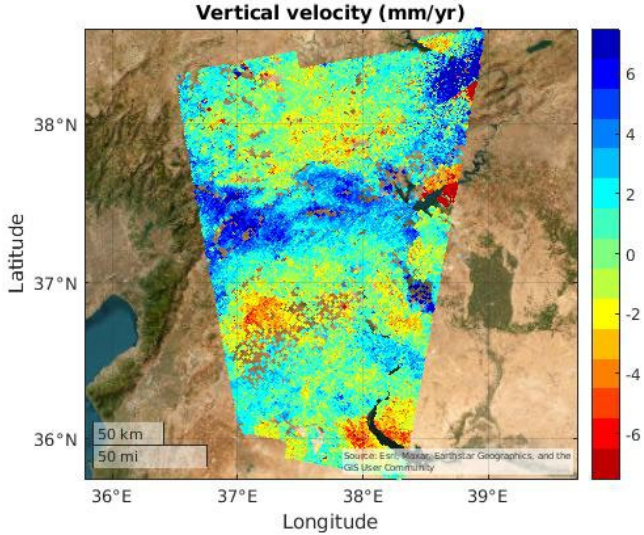 Vertical velocity (mm/yr)
38°N
37°N
36°N
Latitude
36°E
37°E
38°E
39°E
Longitude
50 km
50 mi
Source: Esri, Maxar, Earthstar Geographics, and the
GIS User Community
6
4
2
0
-2
-4
-6